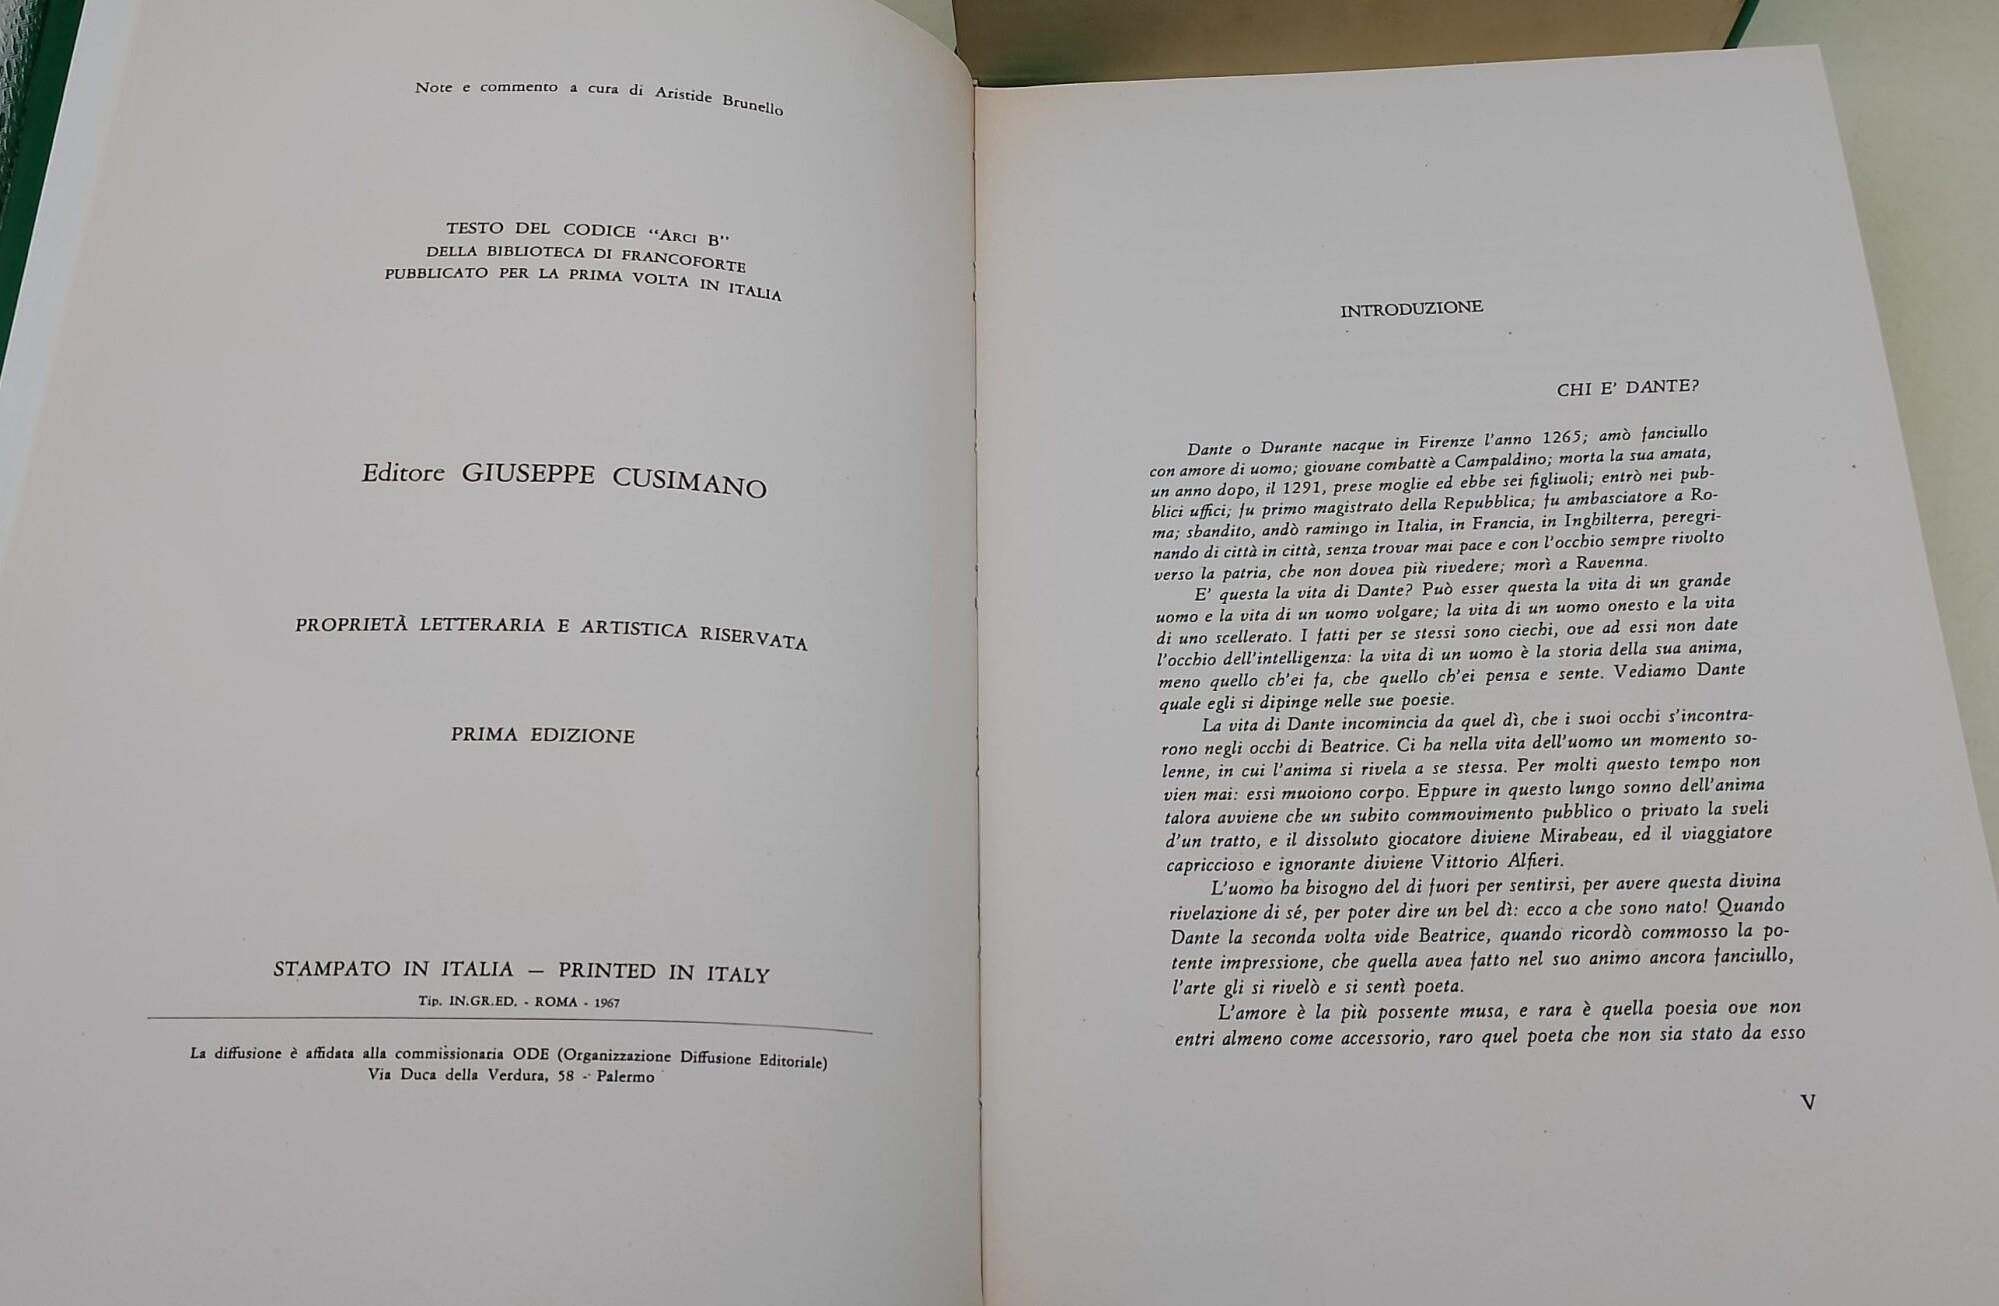 Note e commento a cura di Aristide Brunello
TESTO DEL CODICE “ARCI B”
DELLA BIBLIOTECA DI FRANCOFORTE
PUBBLICATO PER LA PRIMA VOLTA IN ITALIA
Editore GIUSEPPE CUSIMANO
PROPRIETÀ LETTERARIA E ARTISTICA RISERVATA
PRIMA EDIZIONE
STAMPATO IN ITALIA — PRINTED IN ITALY
Tip. IN.GR.ED. - ROMA - 1967
La diffusione è affidata alla commissionaria ODE (Organizzazione Diffusione Editoriale)
Via Duca della Verdura, 58 - Palermo
INTRODUZIONE
CHI E' DANTE?
Dante o Durante nacque in Firenze l'anno 1265; amò fanciullo
con amore di uomo; giovane combattè a Campaldino; morta la sua amata,
un anno dopo, il 1291, prese moglie ed ebbe sei figliuoli; entrò nei pub-
blici uffici; fu primo magistrato della Repubblica; fu ambasciatore a Ro-
ma; sbandito, andò ramingo in Italia, in Francia, in Inghilterra, peregri-
nando di città in città, senza trovar mai pace e con l'occhio sempre rivolto
verso la patria, che non dovea più rivedere; morì a Ravenna.
E' questa la vita di Dante? Può esser questa la vita di un grande
uomo e la vita di un uomo volgare; la vita di un uomo onesto e la vita
di uno scellerato. I fatti per se stessi sono ciechi, ove ad essi non date
l'occhio dell'intelligenza: la vita di un uomo è la storia della sua anima,
meno quello ch'ei fa, che quello ch'ei pensa e sente. Vediamo Dante
quale egli si dipinge nelle sue poesie.
La vita di Dante incomincia da quel dì, che i suoi occhi s'incontra-
rono negli occhi di Beatrice. Ci ha nella vita dell'uomo un momento so-
lenne, in cui l'anima si rivela a se stessa. Per molti questo tempo non
vien mai: essi muoiono corpo. Eppure in questo lungo sonno dell'anima
talora avviene che un subito commovimento pubblico o privato la sveli
d'un tratto, e il dissoluto giocatore diviene Mirabeau, ed il viaggiatore
capriccioso e ignorante diviene Vittorio Alfieri.
L'uomo ha bisogno del di fuori per sentirsi, per avere questa divina
rivelazione di sé, per poter dire un bel dì: ecco a che sono nato! Quando
Dante la seconda volta vide Beatrice, quando ricordò commosso la po-
tente impressione, che quella avea fatto nel suo animo ancora fanciullo,
l'arte gli si rivelò e si sentì poeta.
L'amore è la più possente musa, e rara è quella poesia ove non
entri almeno come accessorio, raro quel poeta che non sia stato da esso
V